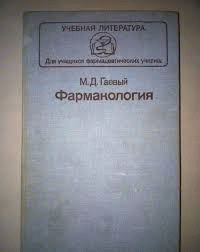 УЧЕБНАЯ ЛИТЕРАТУРА
Для учащихся фармацевтических училищ
М.Д. Гаевый
Фармакология